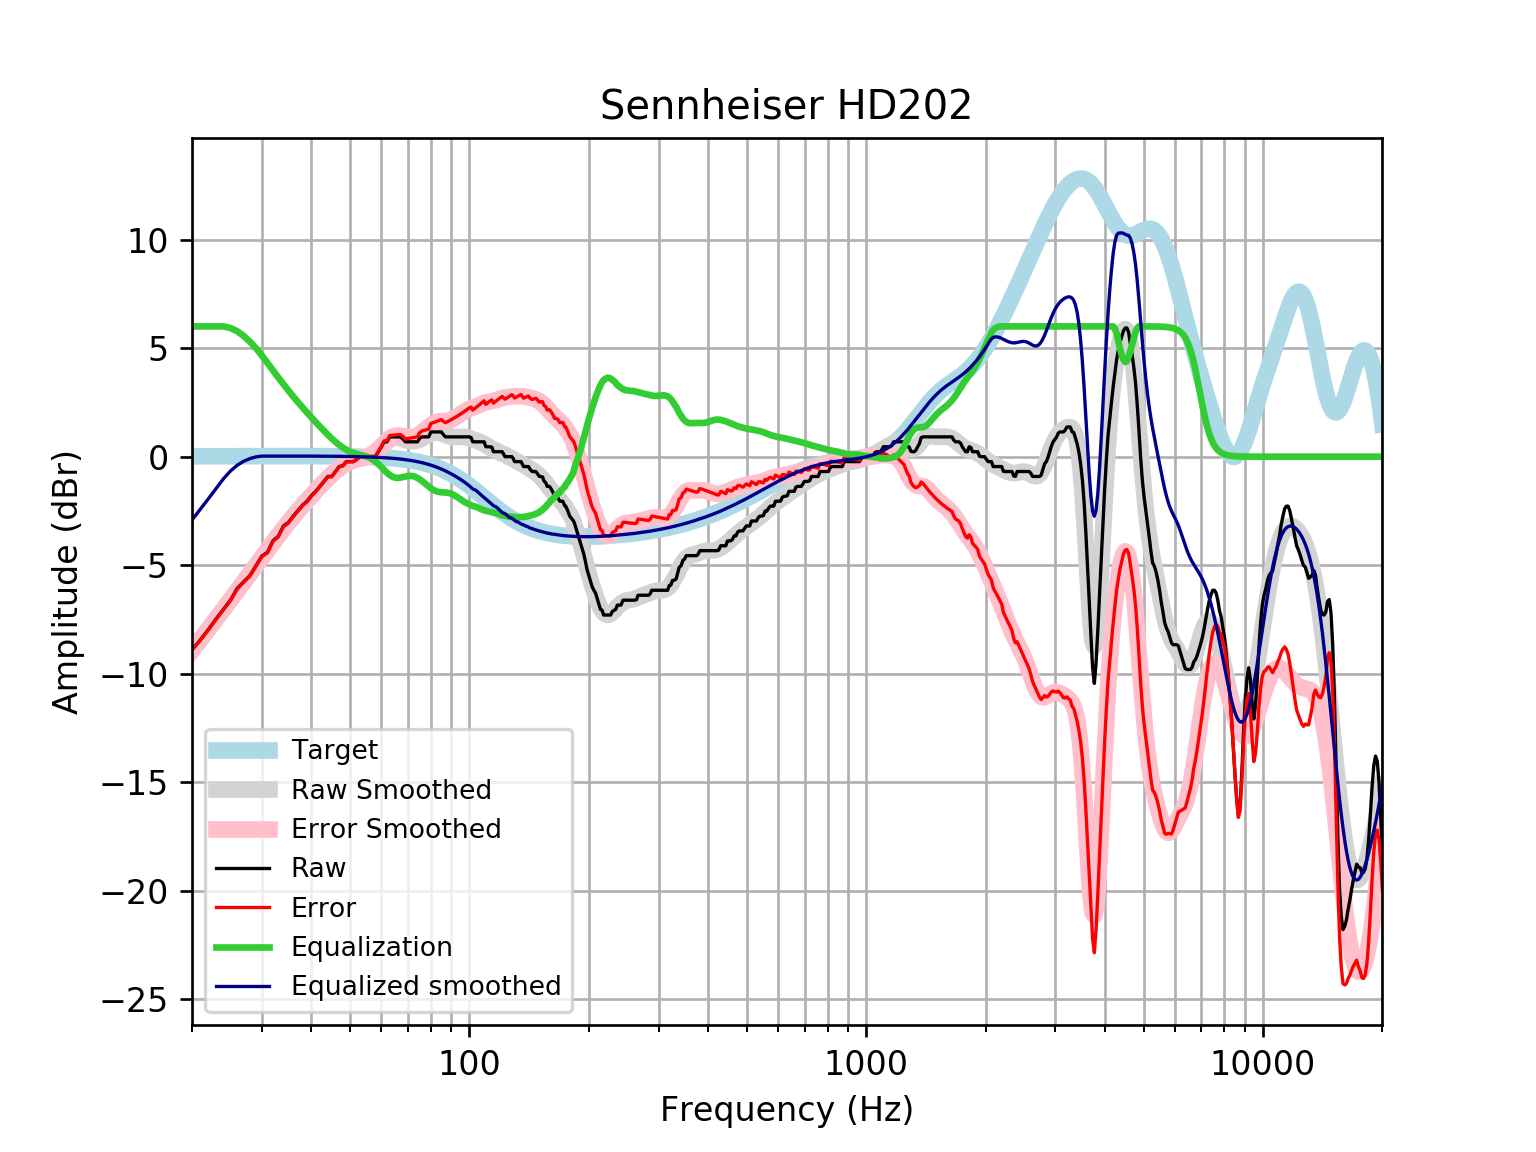 Sennheiser HD202
Amplitude (dBr)
10
5
0
−5
−10
−15
−20
−25
Target
Raw Smoothed
Error Smoothed
Raw
Error
Equalization
Equalized smoothed
100
1000
10000
Frequency (Hz)